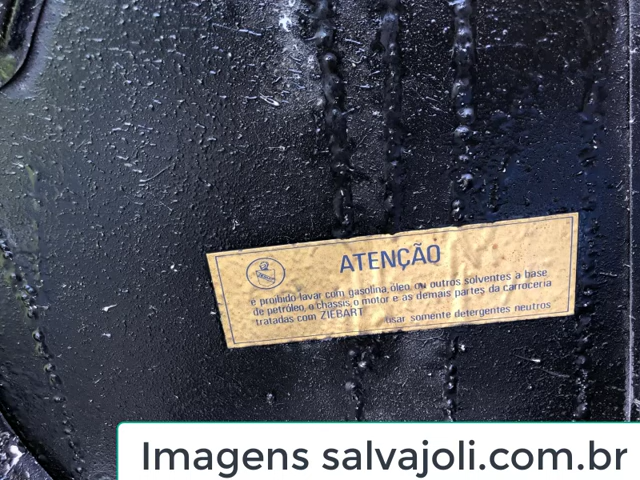 ATENÇÃO
é proibido lavar com gasolina, óleo, ou outros solventes à base
de petróleo, o chassis, o motor e as demais partes da carroceria
tratadas com ZIEBART usar somente detergentes neutros
Imagens salvajoli.com.br